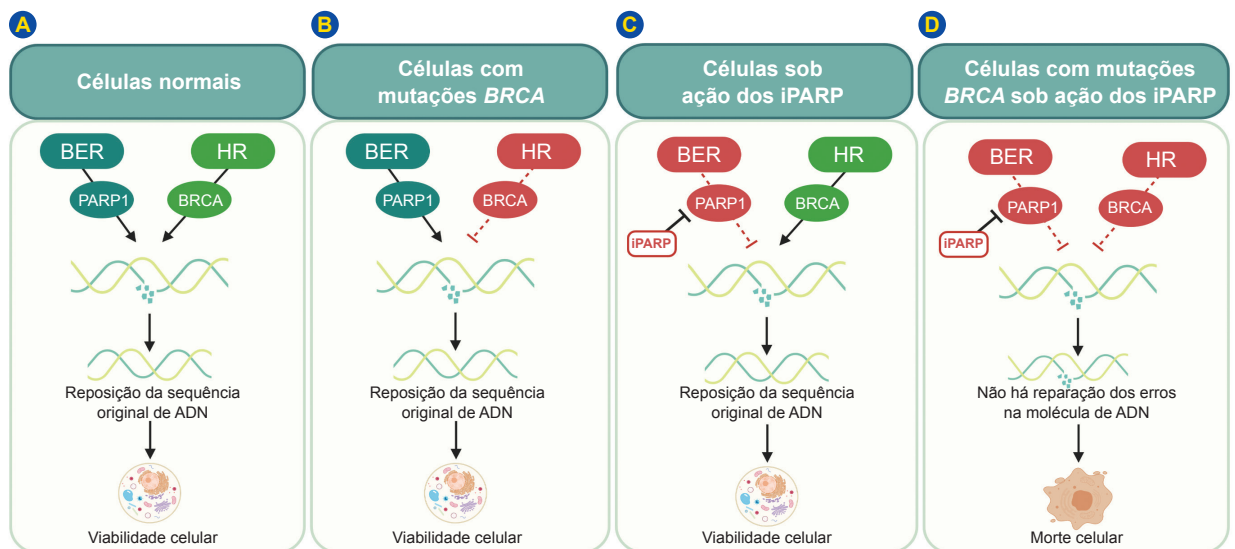 A
Células normais
BER
HR
PARP1
BRCA
Reposição da sequência
original de ADN
Viabilidade celular
B
Células com
mutações BRCA
BER
HR
PARP1
BRCA
Reposição da sequência
original de ADN
Viabilidade celular
C
Células sob
ação dos iPARP
BER
HR
PARP1
BRCA
iPARP
Reposição da sequência
original de ADN
Viabilidade celular
D
Células com mutações
BRCA sob ação dos iPARP
BER
HR
PARP1
BRCA
iPARP
Não há reparação dos erros
na molécula de ADN
Morte celular